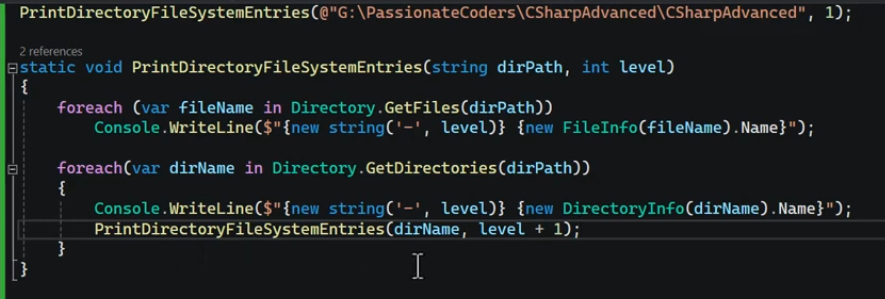 PrintDirectoryFileSystemEntries(@"G:\PassionateCoders\CSharpAdvanced\CSharpAdvanced", 1);
2 references
static void PrintDirectoryFileSystemEntries(string dirPath, int level)
{
    foreach (var fileName in Directory.GetFiles(dirPath))
        Console.WriteLine($"{new string('-', level)} {new FileInfo(fileName).Name}");
    foreach(var dirName in Directory.GetDirectories(dirPath))
    {
        Console.WriteLine($"{new string('-', level)} {new DirectoryInfo(dirName).Name}");
        PrintDirectoryFileSystemEntries(dirName, level + 1);
    }
}